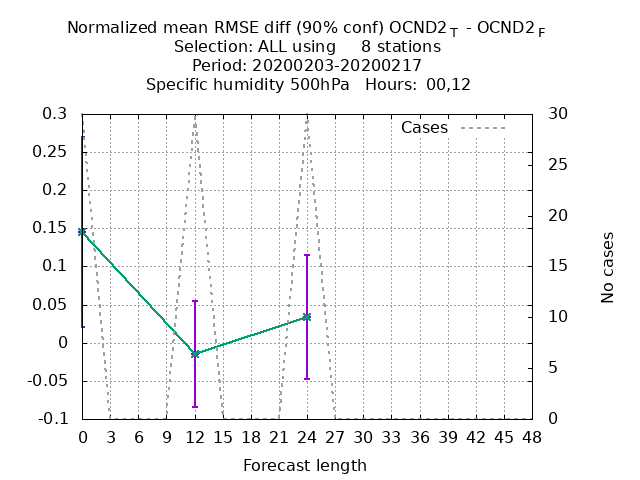 Normalized mean RMSE diff (90% conf) OCND2 T - OCND2 F
Selection: ALL using 8 stations
Period: 20200203-20200217
Specific humidity 500hPa Hours: 00,12
Cases
0.3
0.25
0.2
0.15
0.1
0.05
0
-0.05
-0.1
30
25
20
15
10
5
0
No cases
0 3 6 9 12 15 18 21 24 27 30 33 36 39 42 45 48
Forecast length